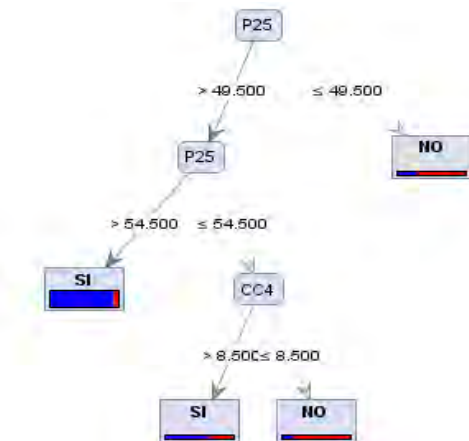 P25
> 49.500 ≤ 49.500
P25
NO
> 54.500 ≤ 54.500
SI
CC4
> 8.500 ≤ 8.500
SI NO